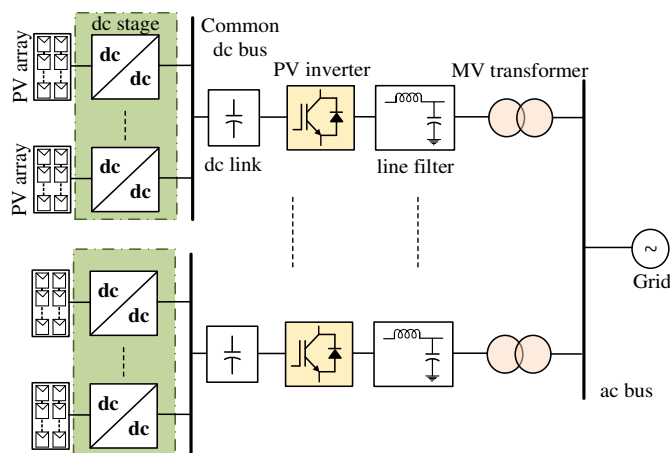 dc stage
Common
dc bus
PV array
dc
dc
PV inverter
MV transformer
dc link
line filter
PV array
dc
dc
~
Grid
dc
dc
dc
dc
ac bus